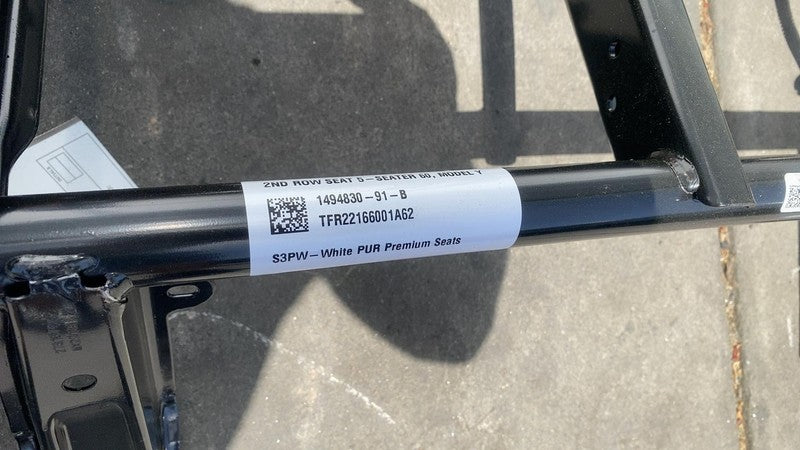 2ND ROW SEAT 5-SEATER 60, MODEL Y
1494830-91-B
TFR22166001A62
S3PW-White PUR Premium Seats